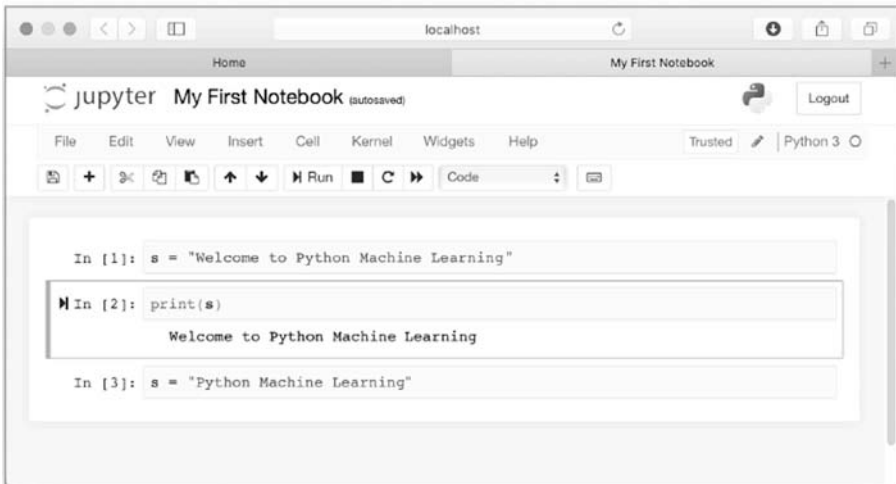 localhost
Home My First Notebook
jupyter My First Notebook (autosaved) Logout
File Edit View Insert Cell Kernel Widgets Help Trusted Python 3
Run Code
In [1]: s = "Welcome to Python Machine Learning"
In [2]: print(s)
Welcome to Python Machine Learning
In [3]: s = "Python Machine Learning"